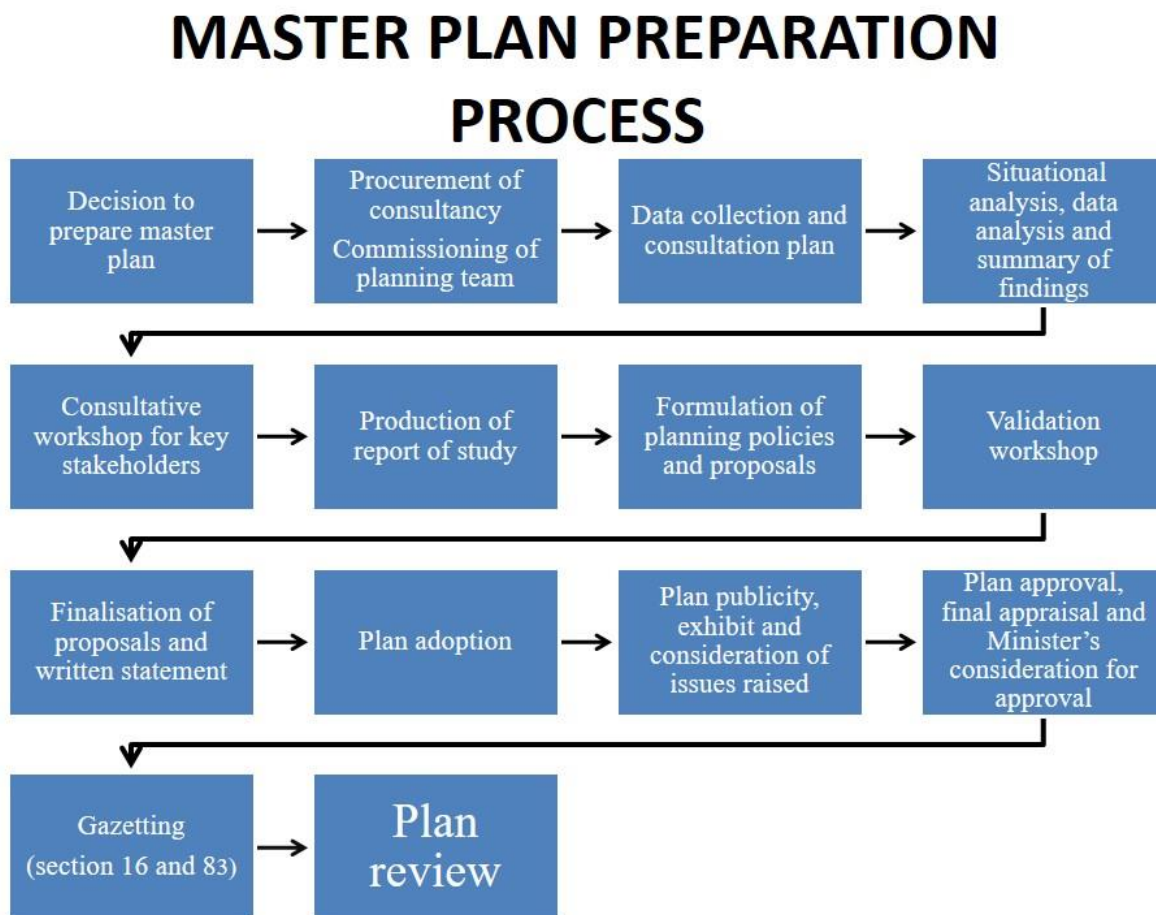 MASTER PLAN PREPARATION
PROCESS
Decision to
prepare master
plan
Procurement of
consultancy
Commissioning of
planning team
Data collection and
consultation plan
Situational
analysis, data
analysis and
summary of
findings
Consultative
workshop for key
stakeholders
Production of
report of study
Formulation of
planning policies
and proposals
Validation
workshop
Finalisation of
proposals and
written statement
Plan adoption
Plan publicity,
exhibit and
consideration of
issues raised
Plan approval,
final appraisal and
Minister’s
consideration for
approval
Gazetting
(section 16 and 83)
Plan
review